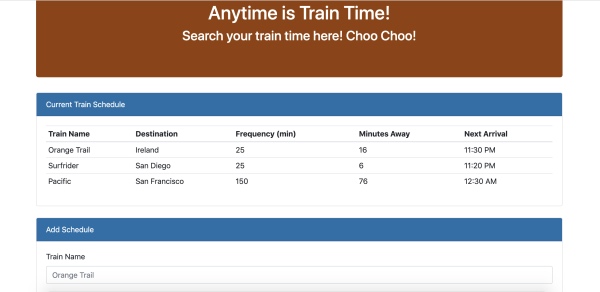 Anytime is Train Time!
Search your train time here! Choo Choo!
Current Train Schedule
Train Name Destination Frequency (min) Minutes Away Next Arrival
Orange Trail Ireland 25 16 11:30 PM
Surfrider San Diego 25 6 11:20 PM
Pacific San Francisco 150 76 12:30 AM
Add Schedule
Train Name
Orange Trail